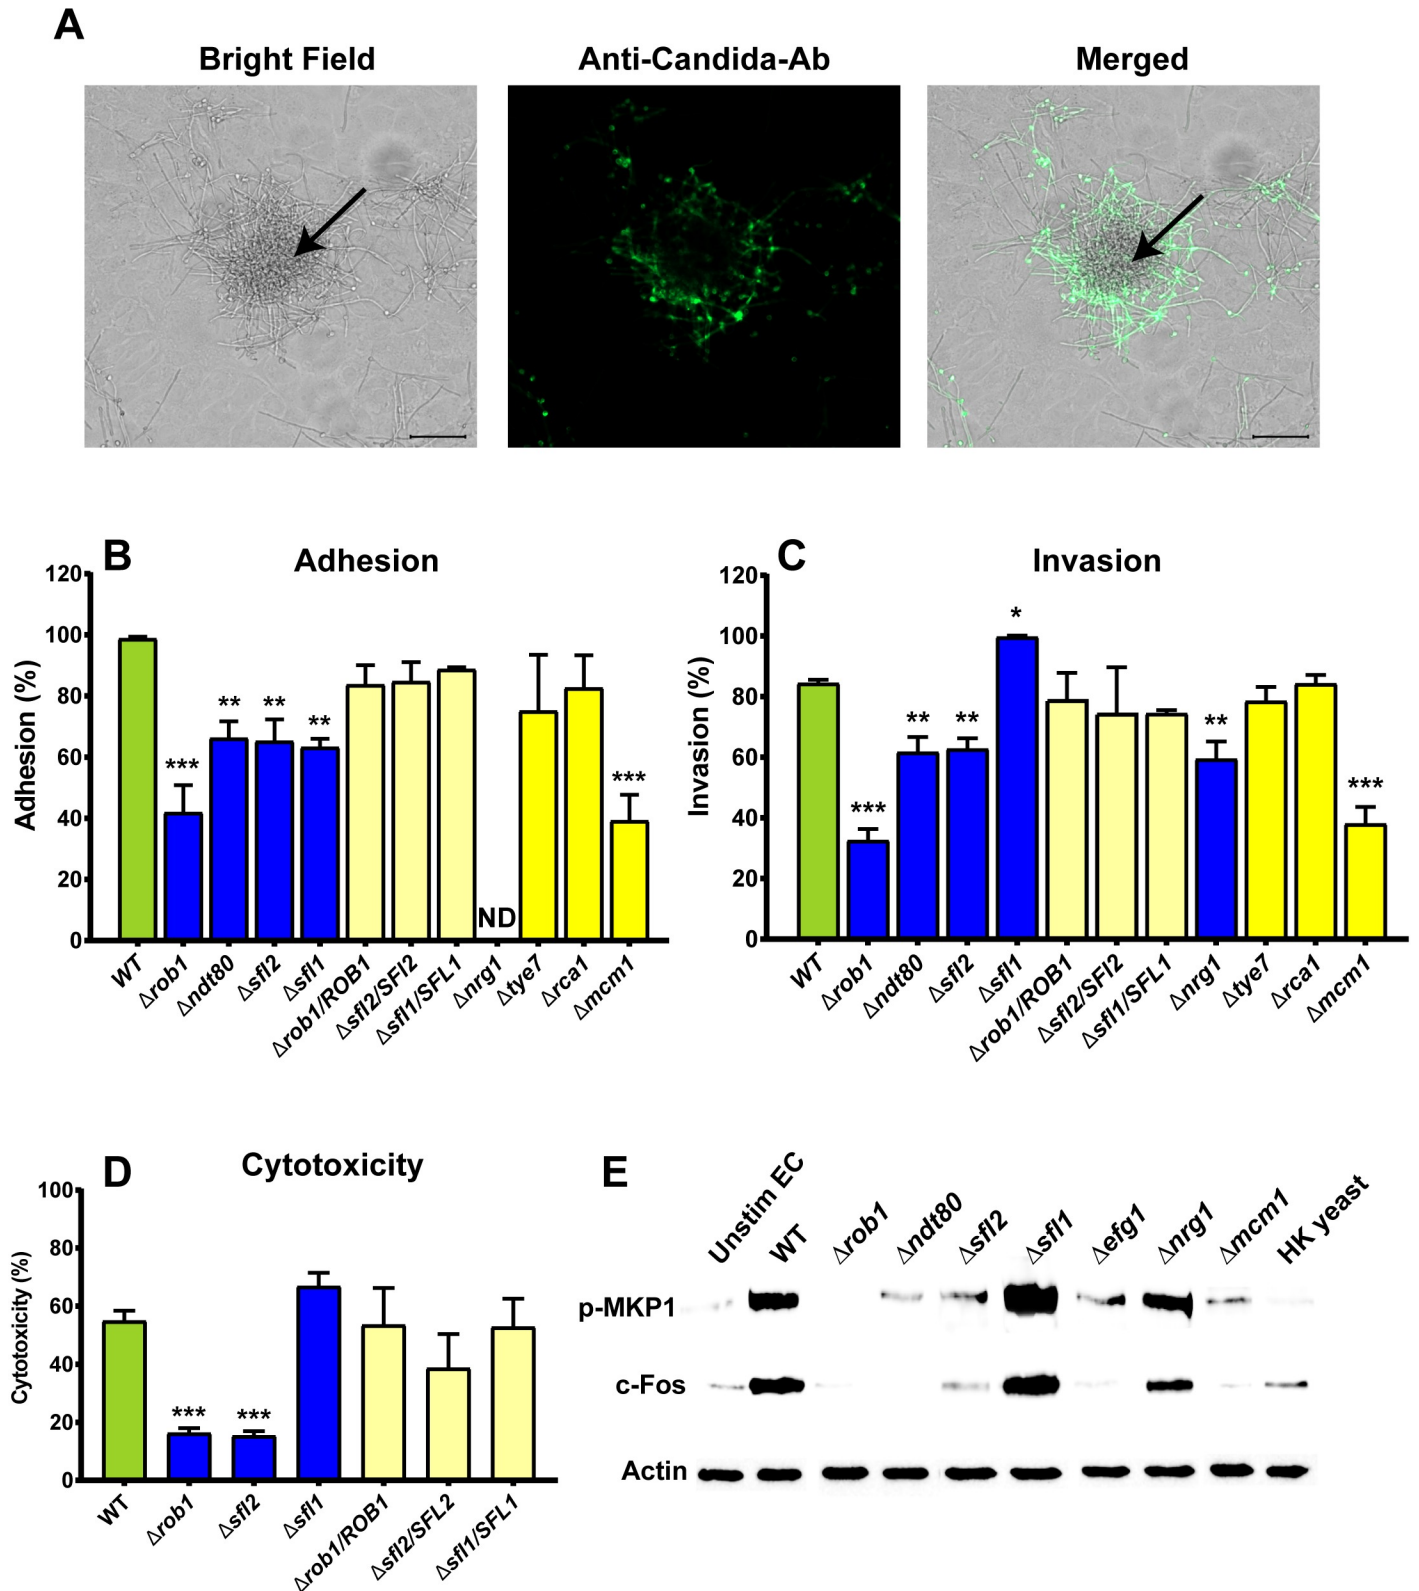 A
Bright Field
Anti-Candida-Ab
Merged
B
Adhesion
Adhesion (%)
120
100
80
60
40
20
0
***
**
**
**
ND
***
WT
Δrob1
Δndt80
Δsfl2
Δsfl1
Δrob1/ROB1
Δsfl2/SFl2
Δsfl1/SFL1
Δnrg1
Δtye7
Δrca1
Δmcm1
C
Invasion
Invasion (%)
120
100
80
60
40
20
0
***
**
**
*
**
***
WT
Δrob1
Δndt80
Δsfl2
Δsfl1
Δrob1/ROB1
Δsfl2/SFl2
Δsfl1/SFL1
Δnrg1
Δtye7
Δrca1
Δmcm1
D
Cytotoxicity
Cytotoxicity (%)
100
80
60
40
20
0
***
***
WT
Δrob1
Δsfl2
Δsfl1
Δrob1/ROB1
Δsfl2/SFL2
Δsfl1/SFL1
E
Unstim EC
WT
Δrob1
Δndt80
Δsfl2
Δsfl1
Δefg1
Δnrg1
Δmcm1
HK yeast
p-MKP1
c-Fos
Actin